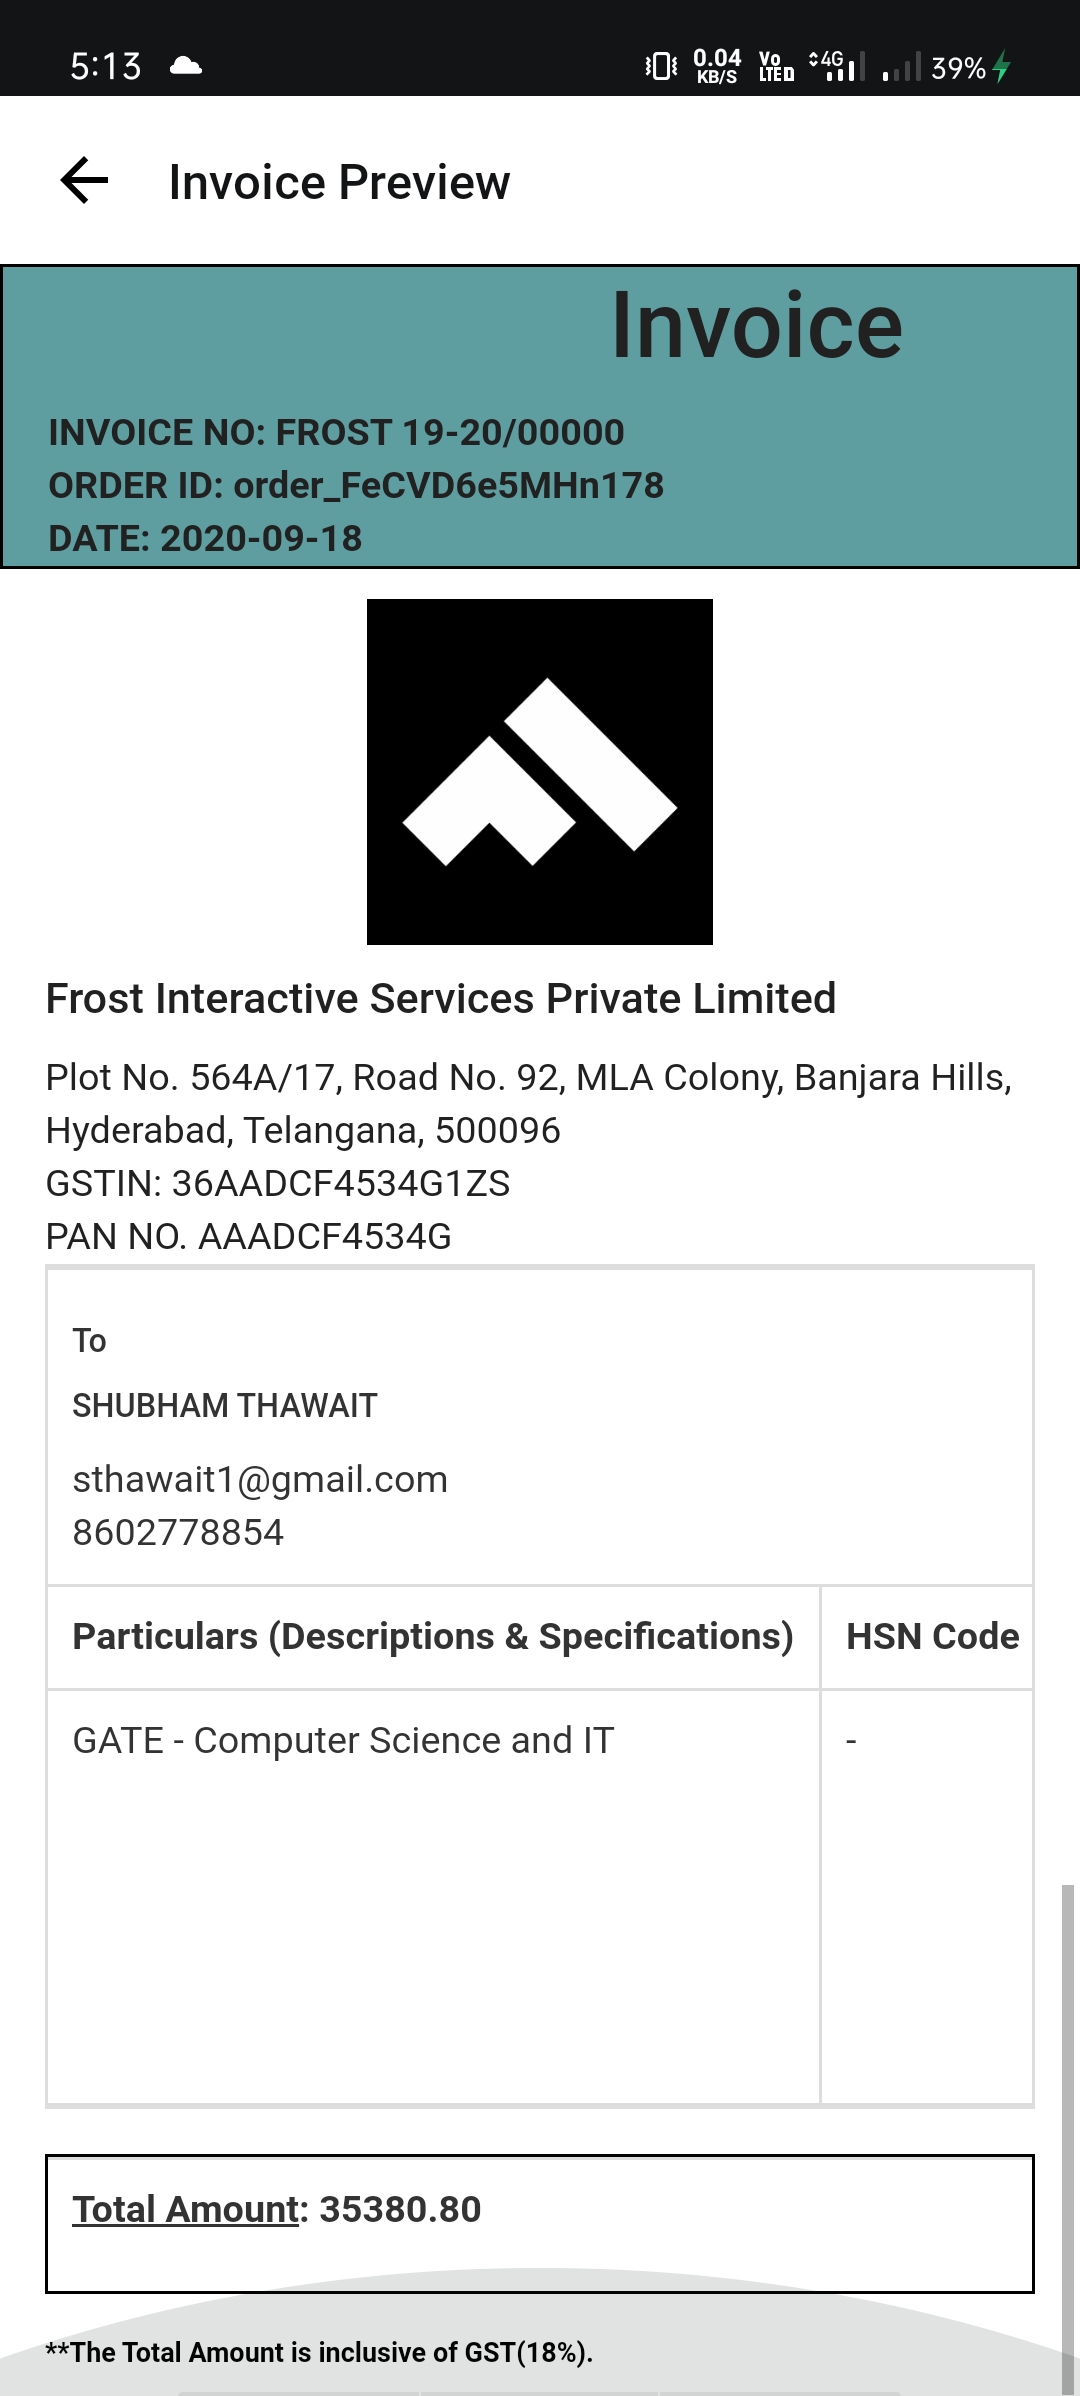 5:13
0.04 KB/S Vo LTE 4G 39%
Invoice Preview
Invoice
INVOICE NO: FROST 19-20/00000
ORDER ID: order_FeCVD6e5MHn178
DATE: 2020-09-18
Frost Interactive Services Private Limited
Plot No. 564A/17, Road No. 92, MLA Colony, Banjara Hills,
Hyderabad, Telangana, 500096
GSTIN: 36AADCF4534G1ZS
PAN NO. AAADCF4534G
To
SHUBHAM THAWAIT
sthawait1@gmail.com
8602778854
Particulars (Descriptions & Specifications) HSN Code
GATE - Computer Science and IT -
Total Amount: 35380.80
**The Total Amount is inclusive of GST(18%).